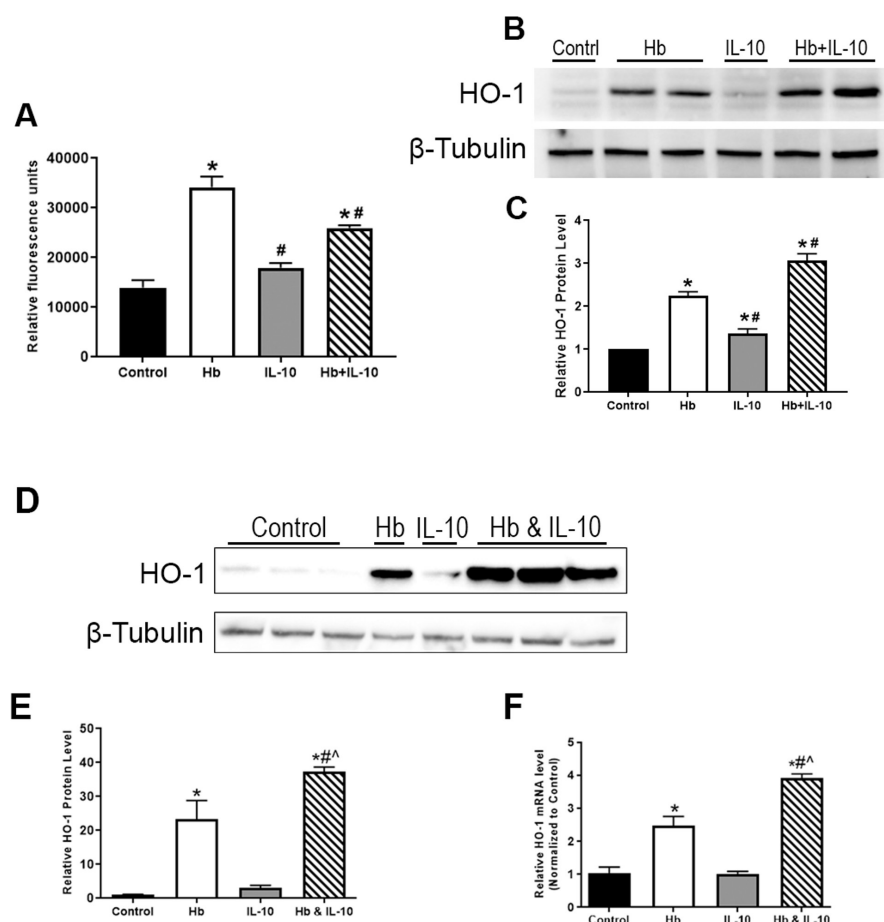 A
Relative fluorescence units
40000
30000
20000
10000
0
*
#
*#
Control Hb IL-10 Hb+IL-10
B
Contrl Hb IL-10 Hb+IL-10
HO-1
β-Tubulin
C
Relative HO-1 Protein Level
4
3
2
1
0
*
*#
*#
Control Hb IL-10 Hb+IL-10
D
Control Hb IL-10 Hb & IL-10
HO-1
β-Tubulin
E
Relative HO-1 Protein Level
50
40
30
20
10
0
*
*#^
Control Hb IL-10 Hb & IL-10
F
Relative HO-1 mRNA level
(Normalized to Control)
5
4
3
2
1
0
*
*#^
Control Hb IL-10 Hb & IL-10